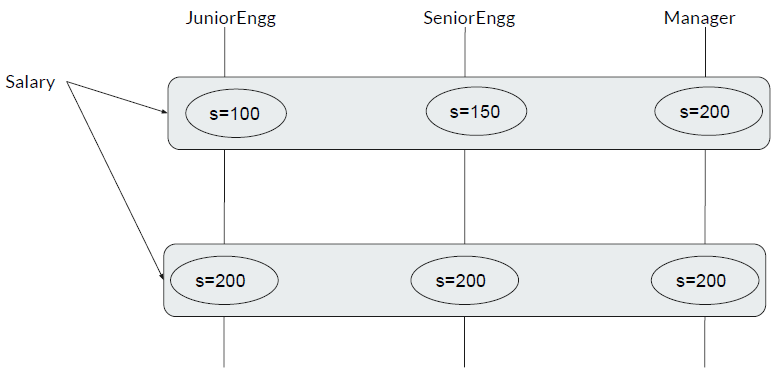 JuniorEngg SeniorEngg Manager
Salary
s=100 s=150 s=200
s=200 s=200 s=200